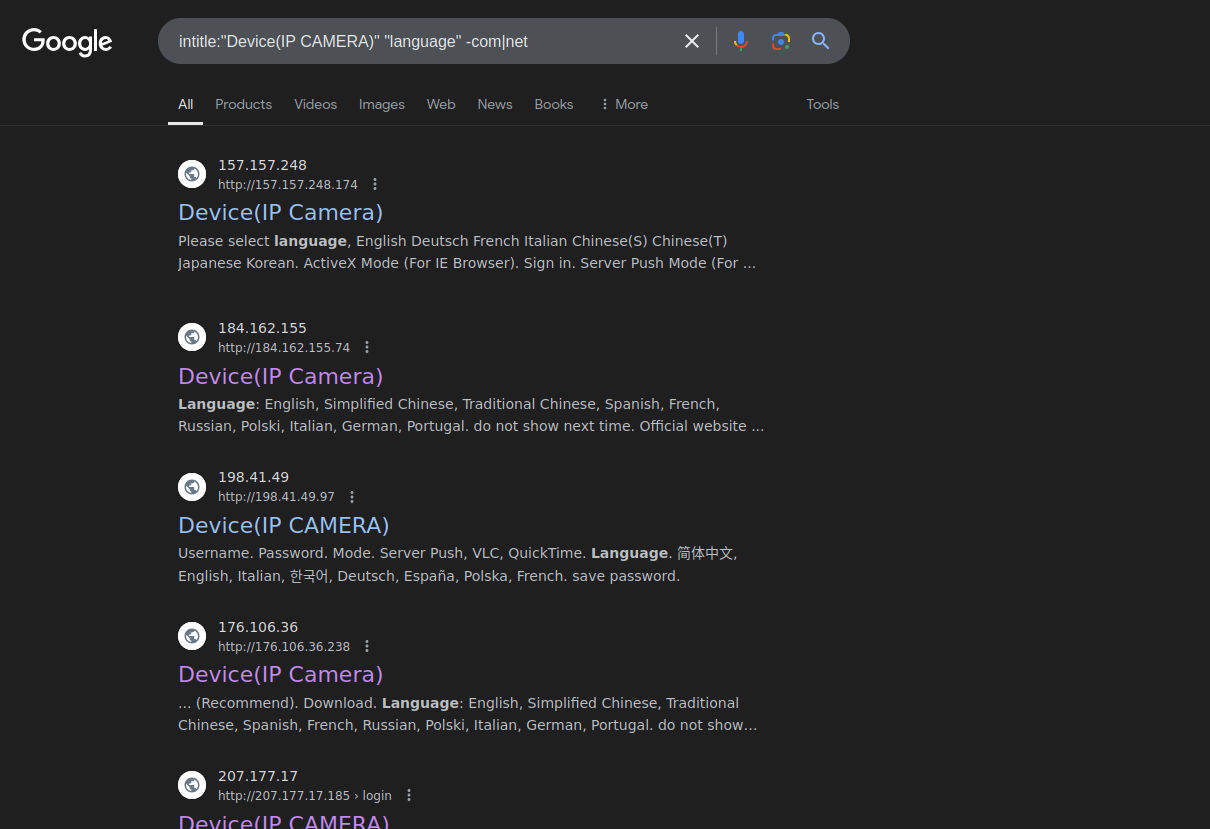 Google
intitle:"Device(IP CAMERA)" "language" -com|net
All Products Videos Images Web News Books More Tools
157.157.248
http://157.157.248.174
Device(IP Camera)
Please select language, English Deutsch French Italian Chinese(S) Chinese(T)
Japanese Korean. ActiveX Mode (For IE Browser). Sign in. Server Push Mode (For ...
184.162.155
http://184.162.155.74
Device(IP Camera)
Language: English, Simplified Chinese, Traditional Chinese, Spanish, French,
Russian, Polski, Italian, German, Portugal. do not show next time. Official website ...
198.41.49
http://198.41.49.97
Device(IP CAMERA)
Username. Password. Mode. Server Push, VLC, QuickTime. Language. 简体中文,
English, Italian, 한국어, Deutsch, España, Polska, French. save password.
176.106.36
http://176.106.36.238
Device(IP Camera)
... (Recommend). Download. Language: English, Simplified Chinese, Traditional
Chinese, Spanish, French, Russian, Polski, Italian, German, Portugal. do not show...
207.177.17
http://207.177.17.185 › login
Device(IP CAMERA)